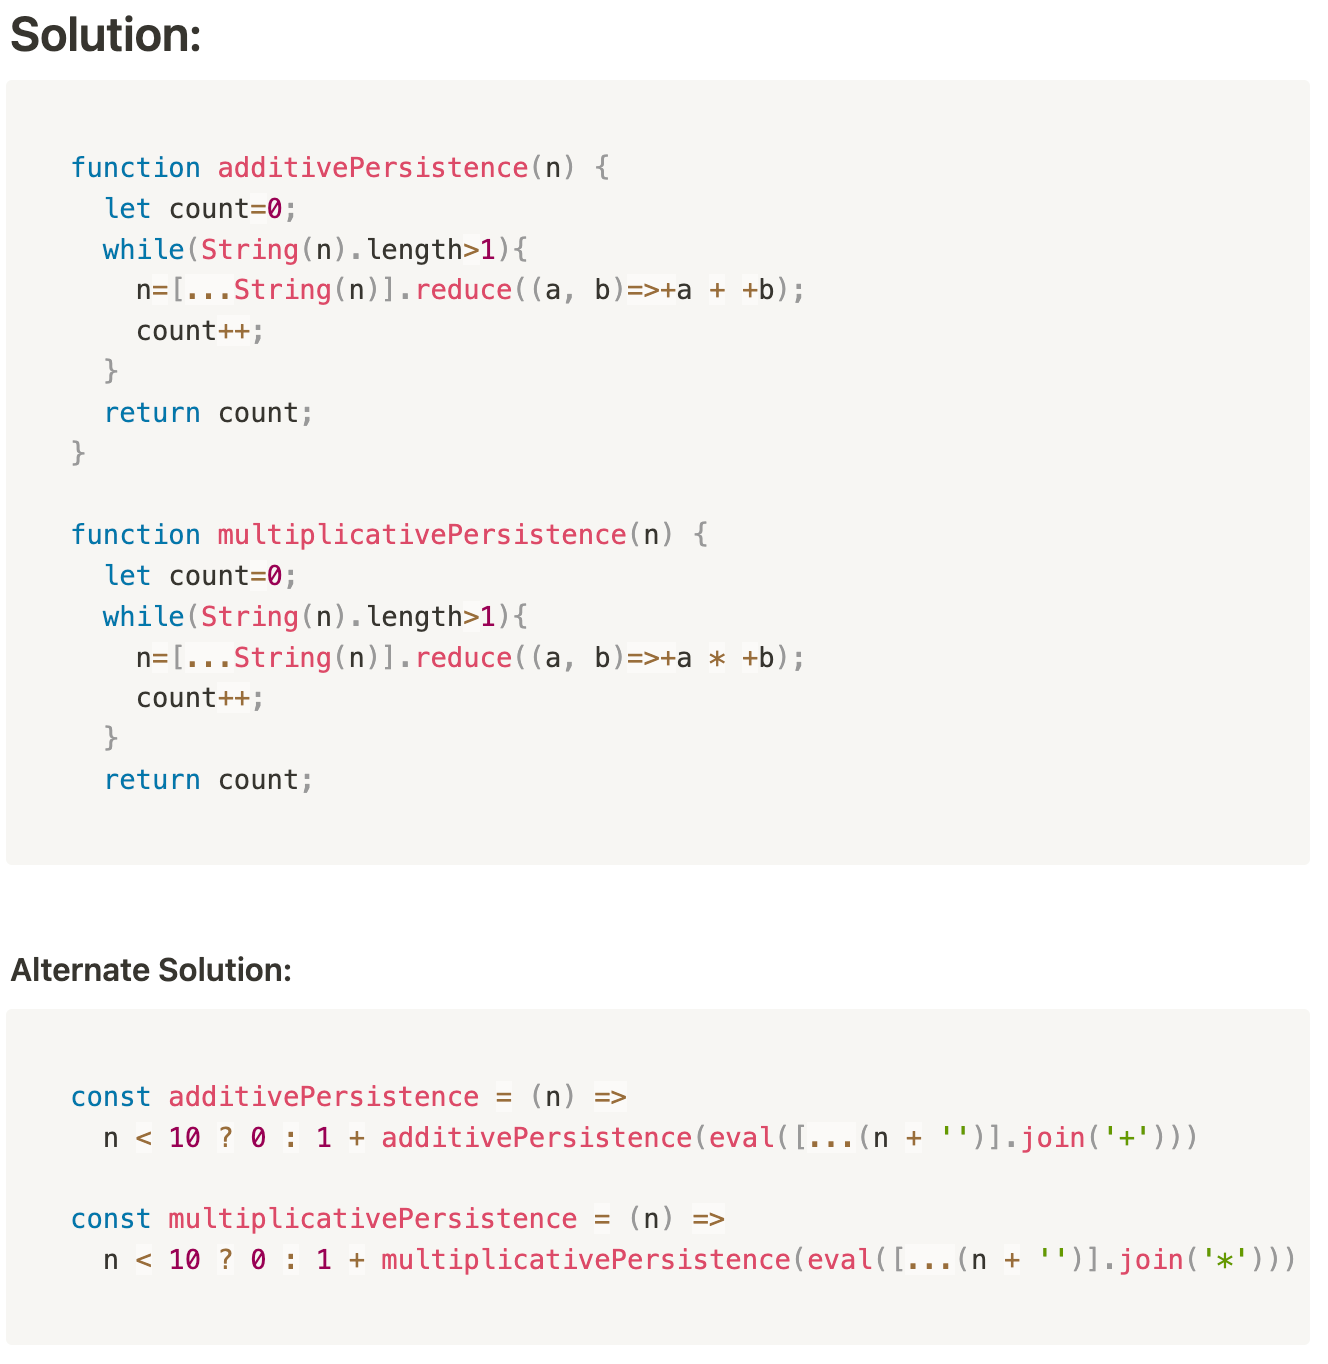 Solution:
function additivePersistence(n) {
  let count=0;
  while(String(n).length>1){
    n=[...String(n)].reduce((a, b)=>+a + +b);
    count++;
  }
  return count;
}
function multiplicativePersistence(n) {
  let count=0;
  while(String(n).length>1){
    n=[...String(n)].reduce((a, b)=>+a * +b);
    count++;
  }
  return count;
Alternate Solution:
const additivePersistence = (n) =>
  n < 10 ? 0 : 1 + additivePersistence(eval([...(n + '')].join('+')))
const multiplicativePersistence = (n) =>
  n < 10 ? 0 : 1 + multiplicativePersistence(eval([...(n + '')].join('*')))